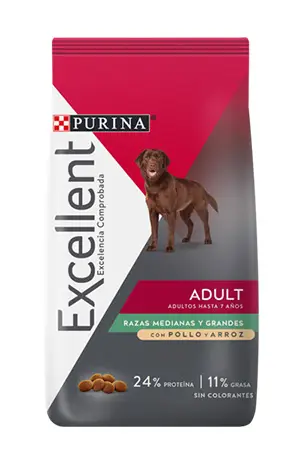 PURINA
Excellent
Excelencia Comprobada
ADULT
ADULTOS HASTA 7 AÑOS
RAZAS MEDIANAS Y GRANDES
CON POLLO Y ARROZ
24% PROTEÍNA | 11% GRASA
SIN COLORANTES